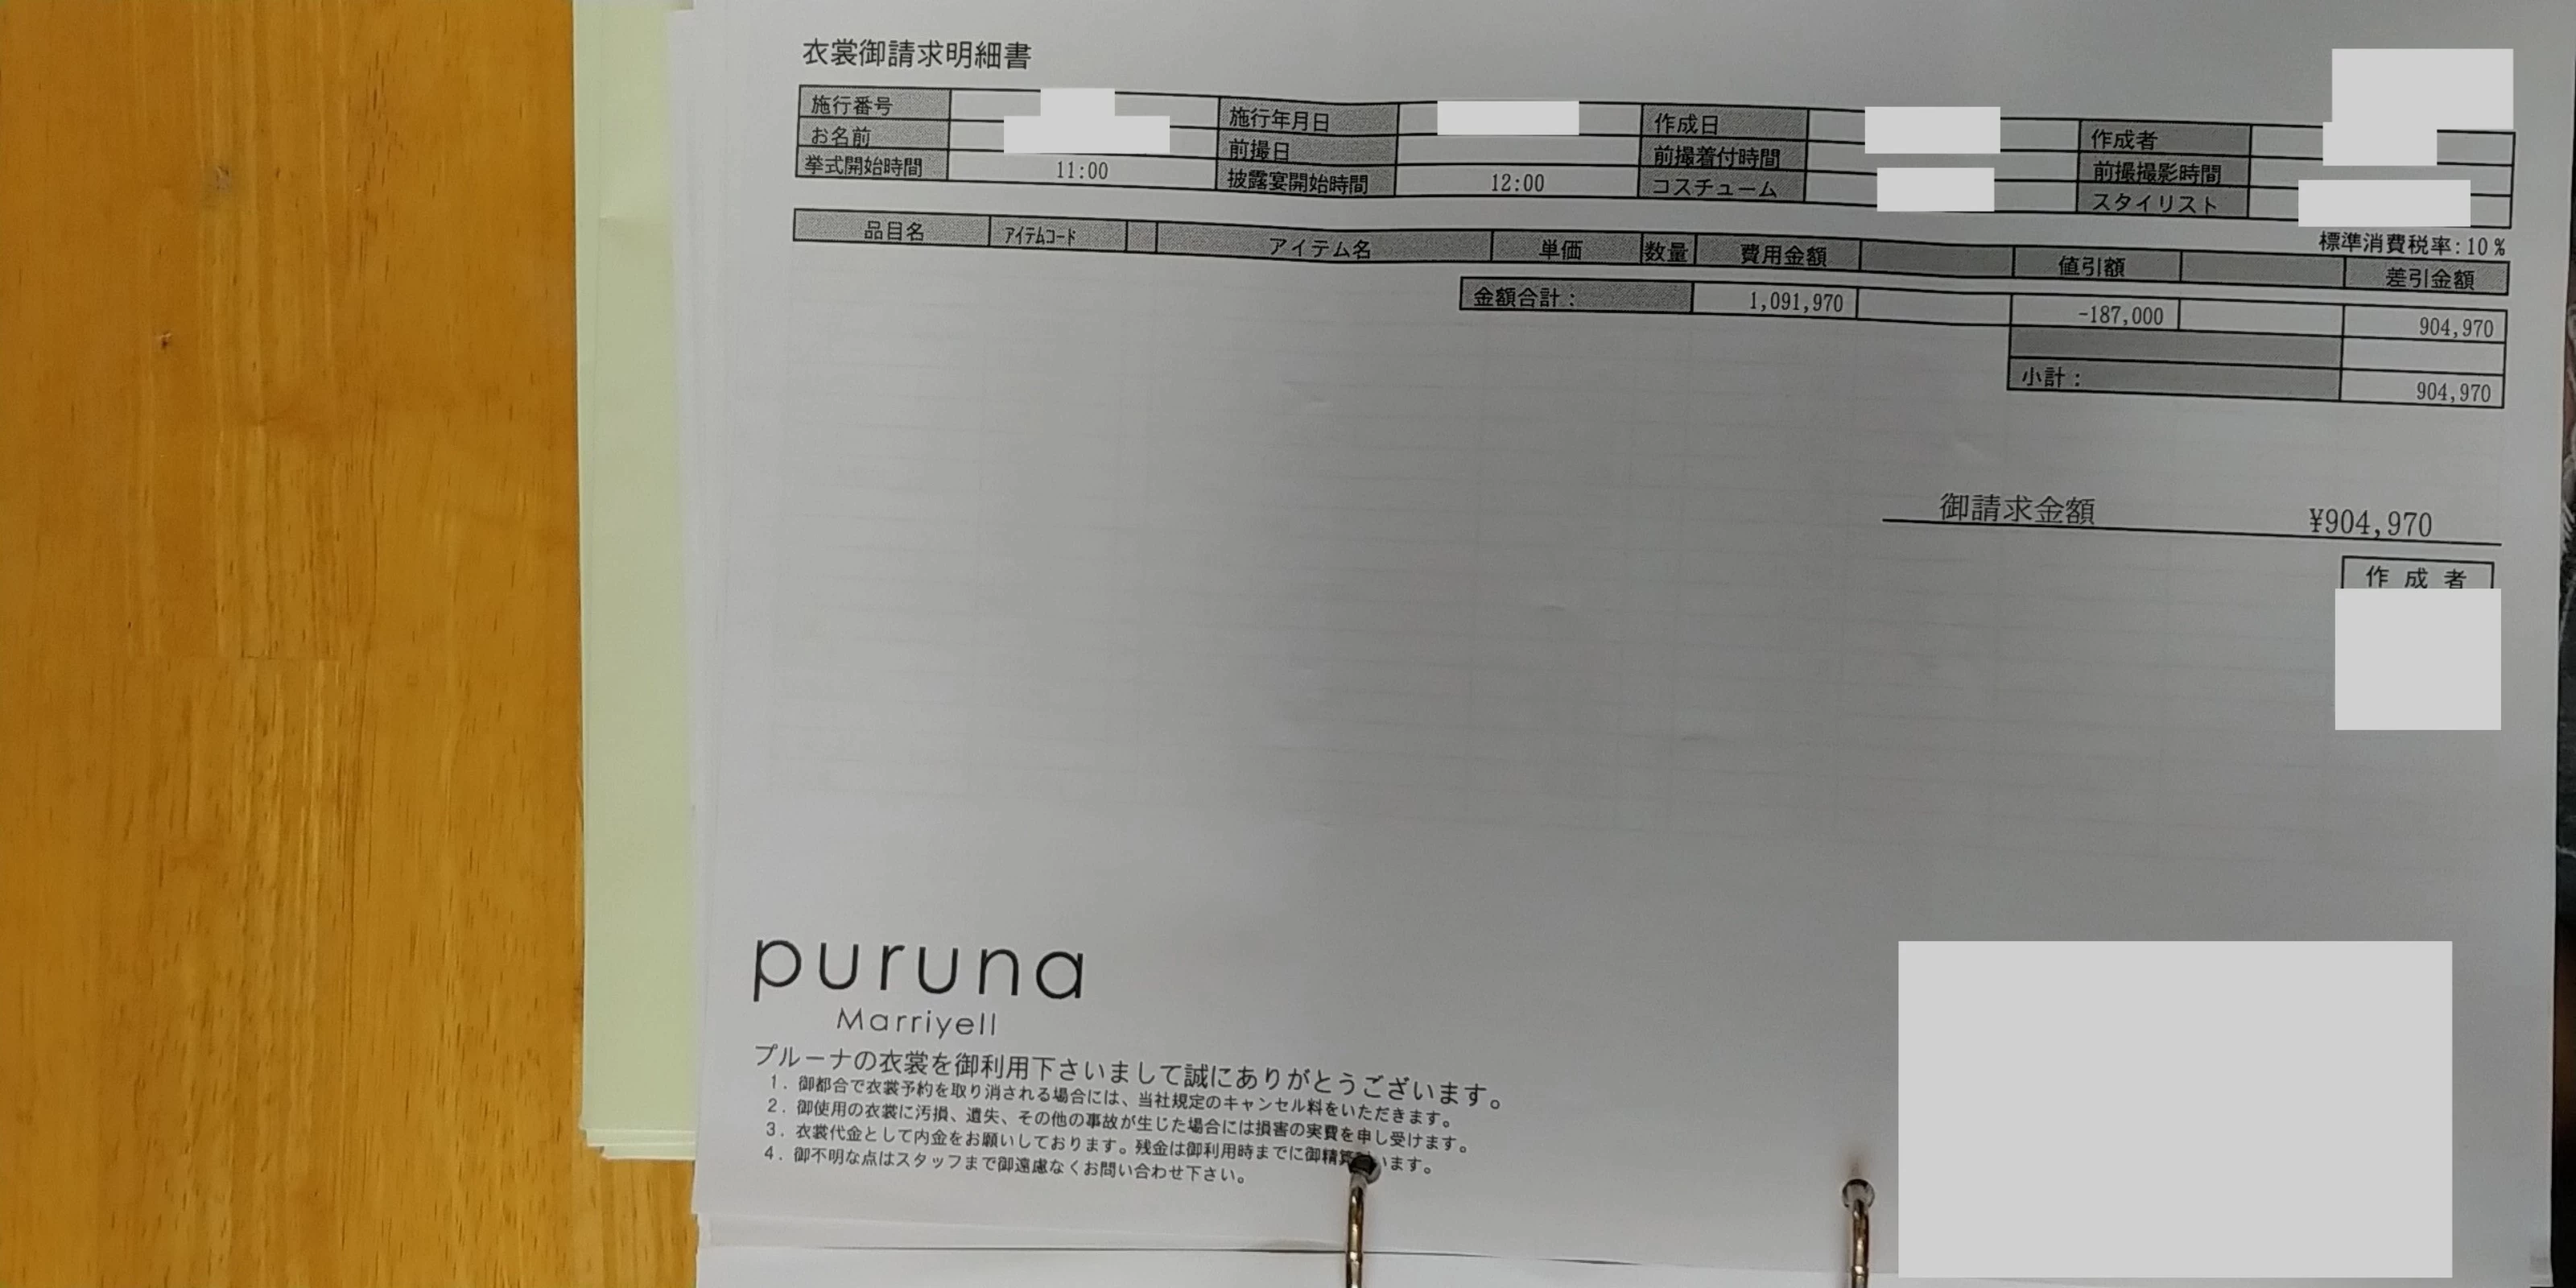 衣裳御請求明細書
施行番号 施行年月日 作成日 作成者
お名前 前撮日 前撮着付時間 前撮撮影時間
挙式開始時間 11:00 披露宴開始時間 12:00 コスチューム スタイリスト
標準消費税率:10%
品目名 アイテムコード アイテム名 単価 数量 費用金額 値引額 差引金額
金額合計: 1,091,970 -187,000 904,970
小計: 904,970
御請求金額 ¥904,970
作成者
puruna
Marriyell
プルーナの衣裳を御利用下さいまして誠にありがとうございます。
1. 御都合で衣裳予約を取り消される場合には、当社規定のキャンセル料をいただきます。
2. 御使用の衣裳に汚損、遺失、その他の事故が生じた場合には損害の実費を申し受けます。
3. 衣裳代金として内金をお願いしております。残金は御利用時までに御精算います。
4. 御不明な点はスタッフまで御遠慮なくお問い合わせ下さい。